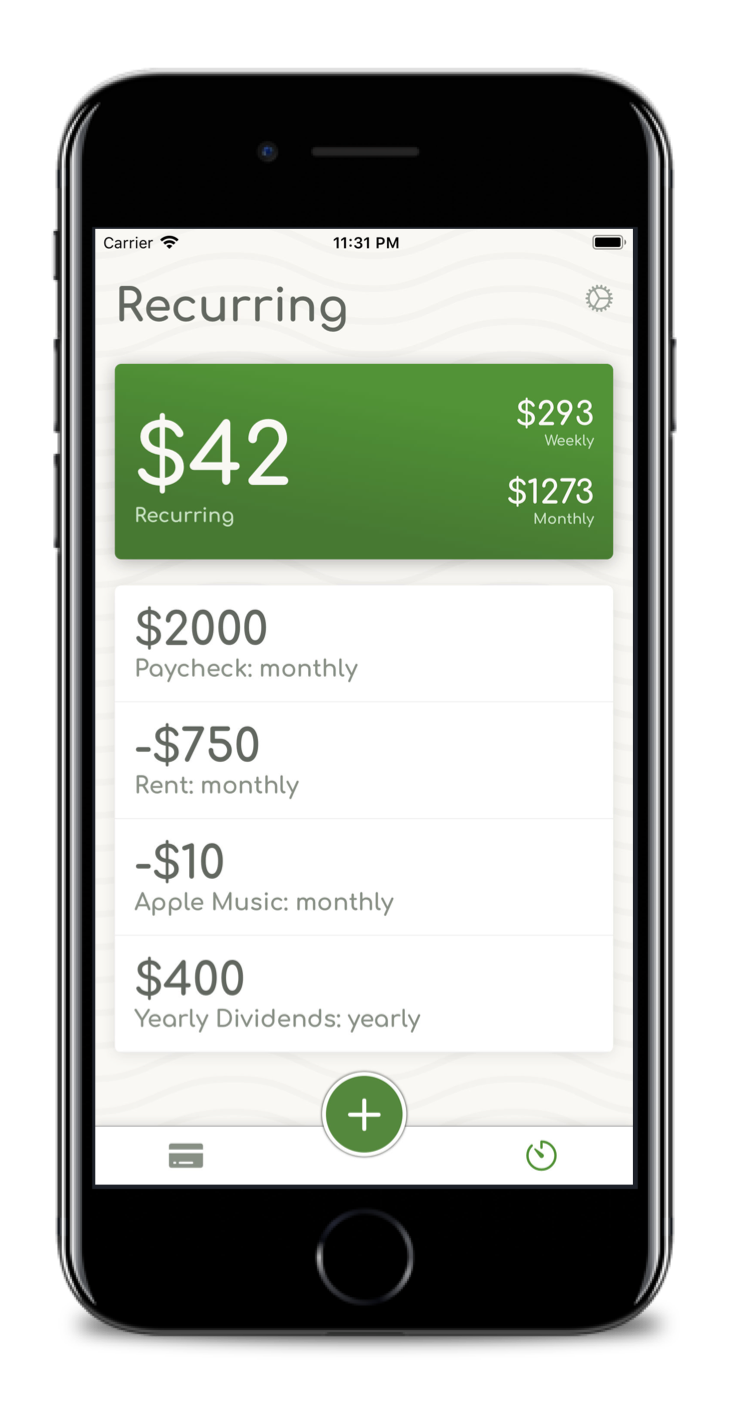 Carrier 11:31 PM
Recurring
$42
Recurring
$293
Weekly
$1273
Monthly
$2000
Paycheck: monthly
-$750
Rent: monthly
-$10
Apple Music: monthly
$400
Yearly Dividends: yearly